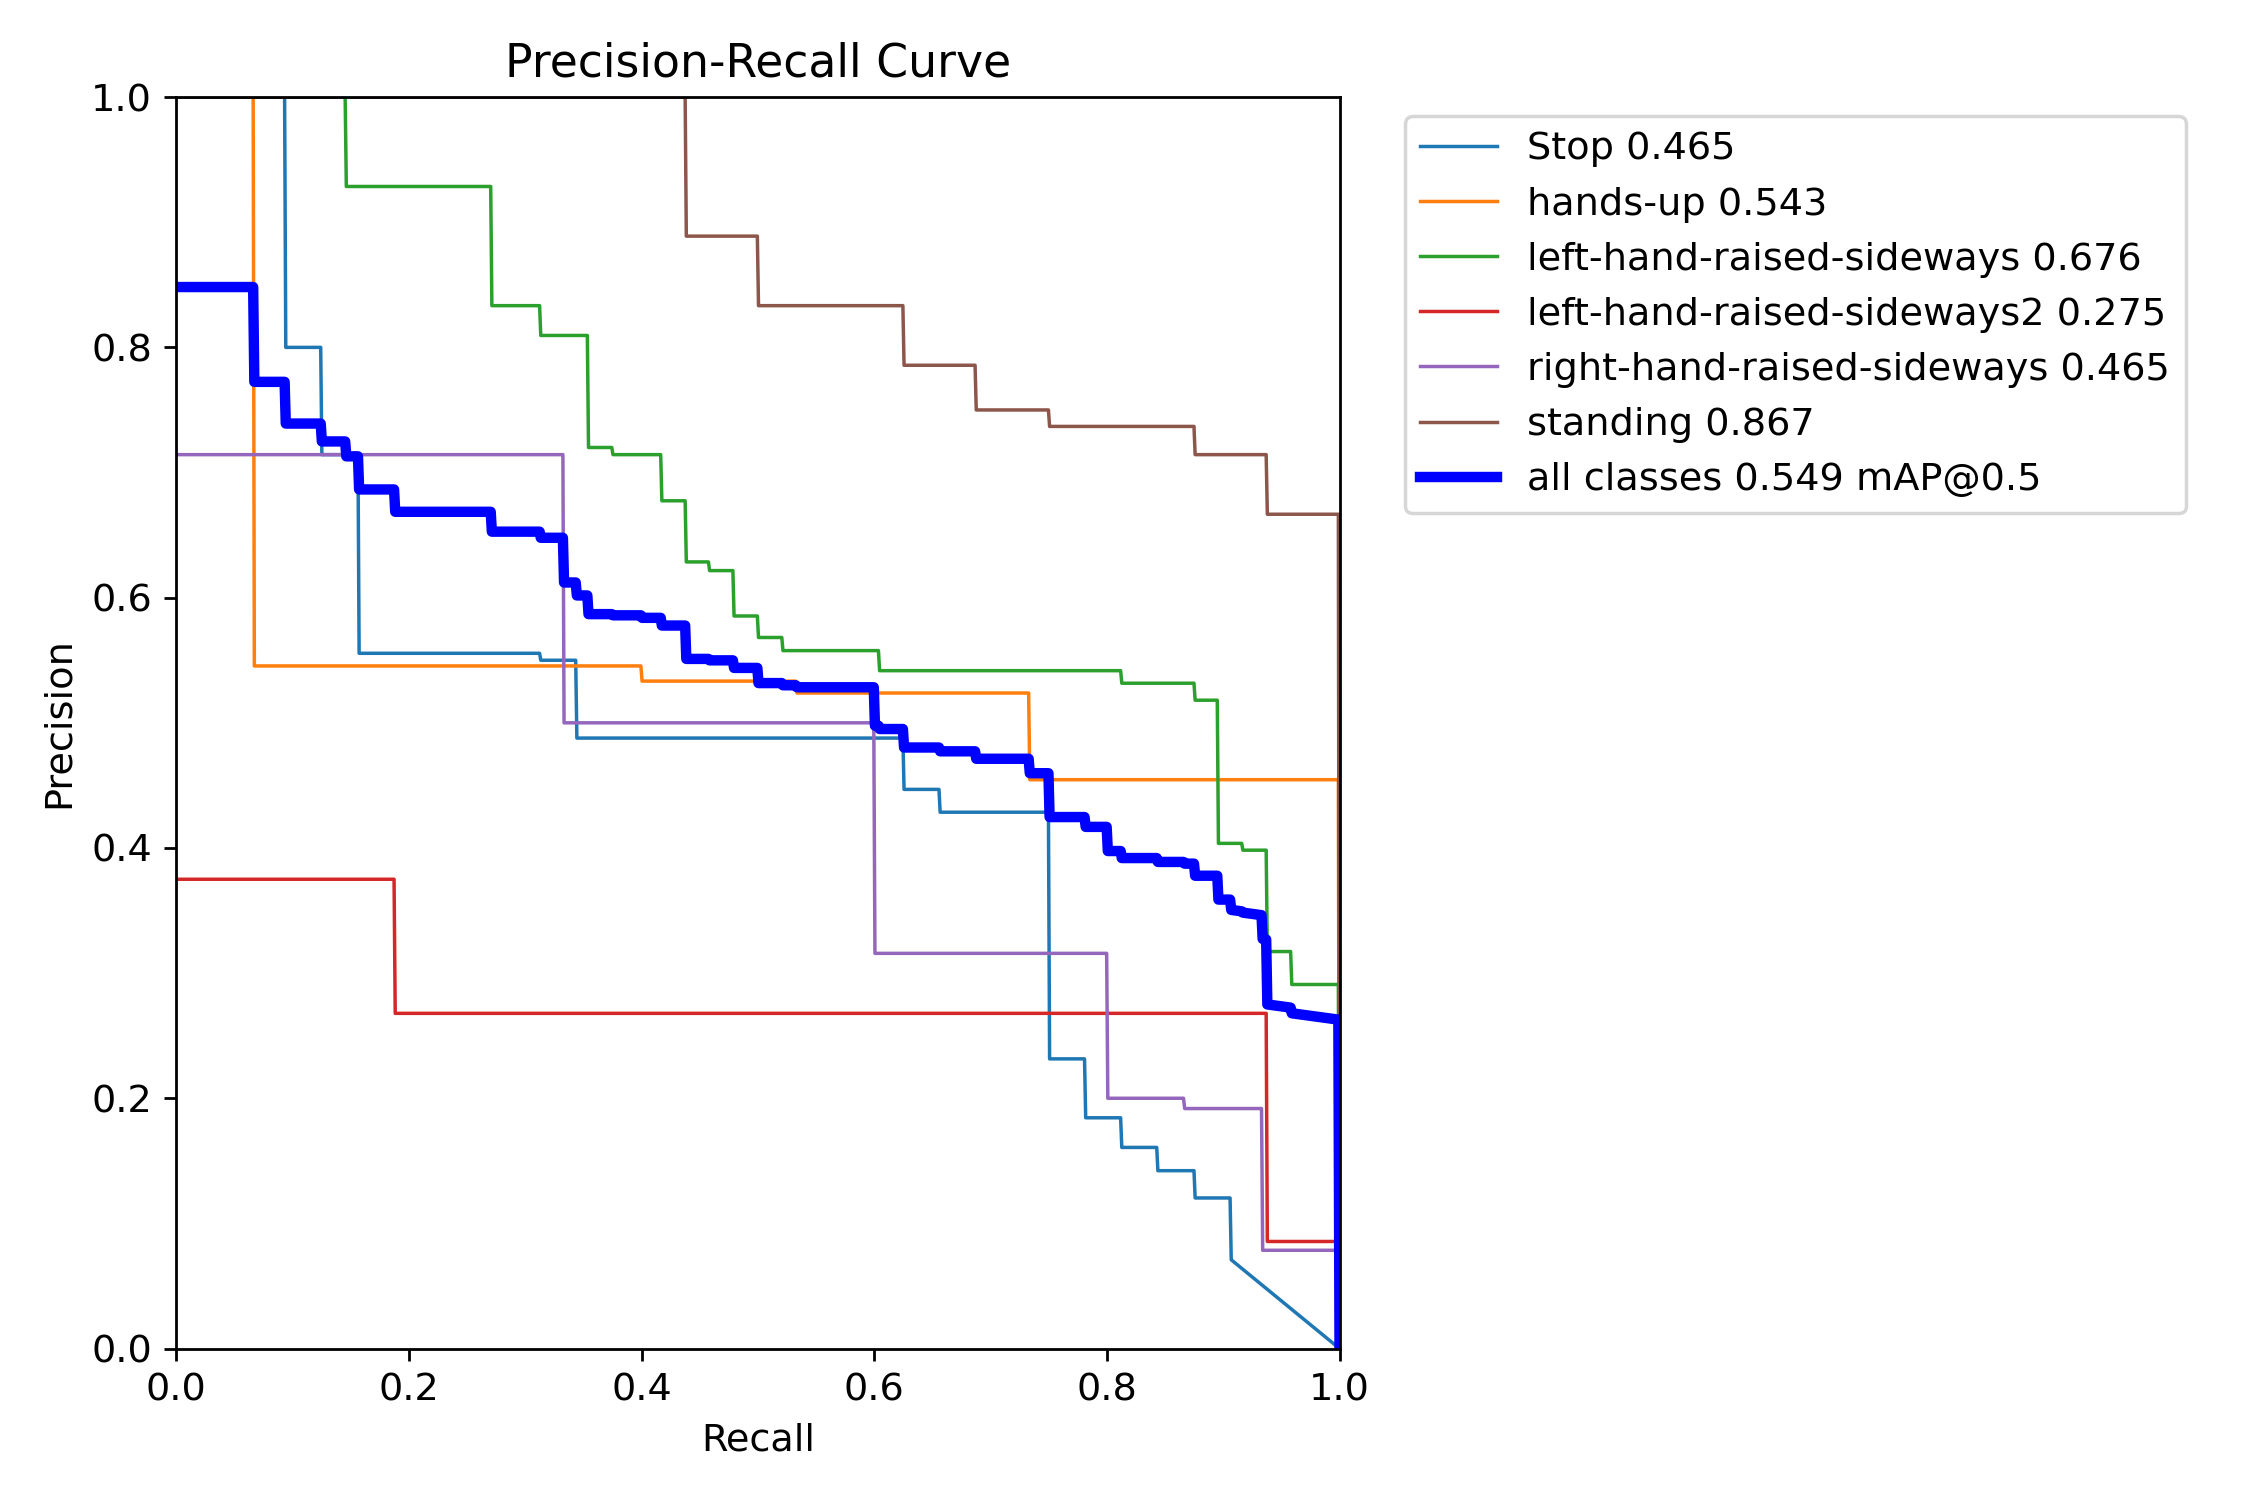 Precision-Recall Curve
1.0
0.8
0.6
0.4
0.2
0.0
Precision
0.0 0.2 0.4 0.6 0.8 1.0
Recall
Stop 0.465
hands-up 0.543
left-hand-raised-sideways 0.676
left-hand-raised-sideways2 0.275
right-hand-raised-sideways 0.465
standing 0.867
all classes 0.549 mAP@0.5